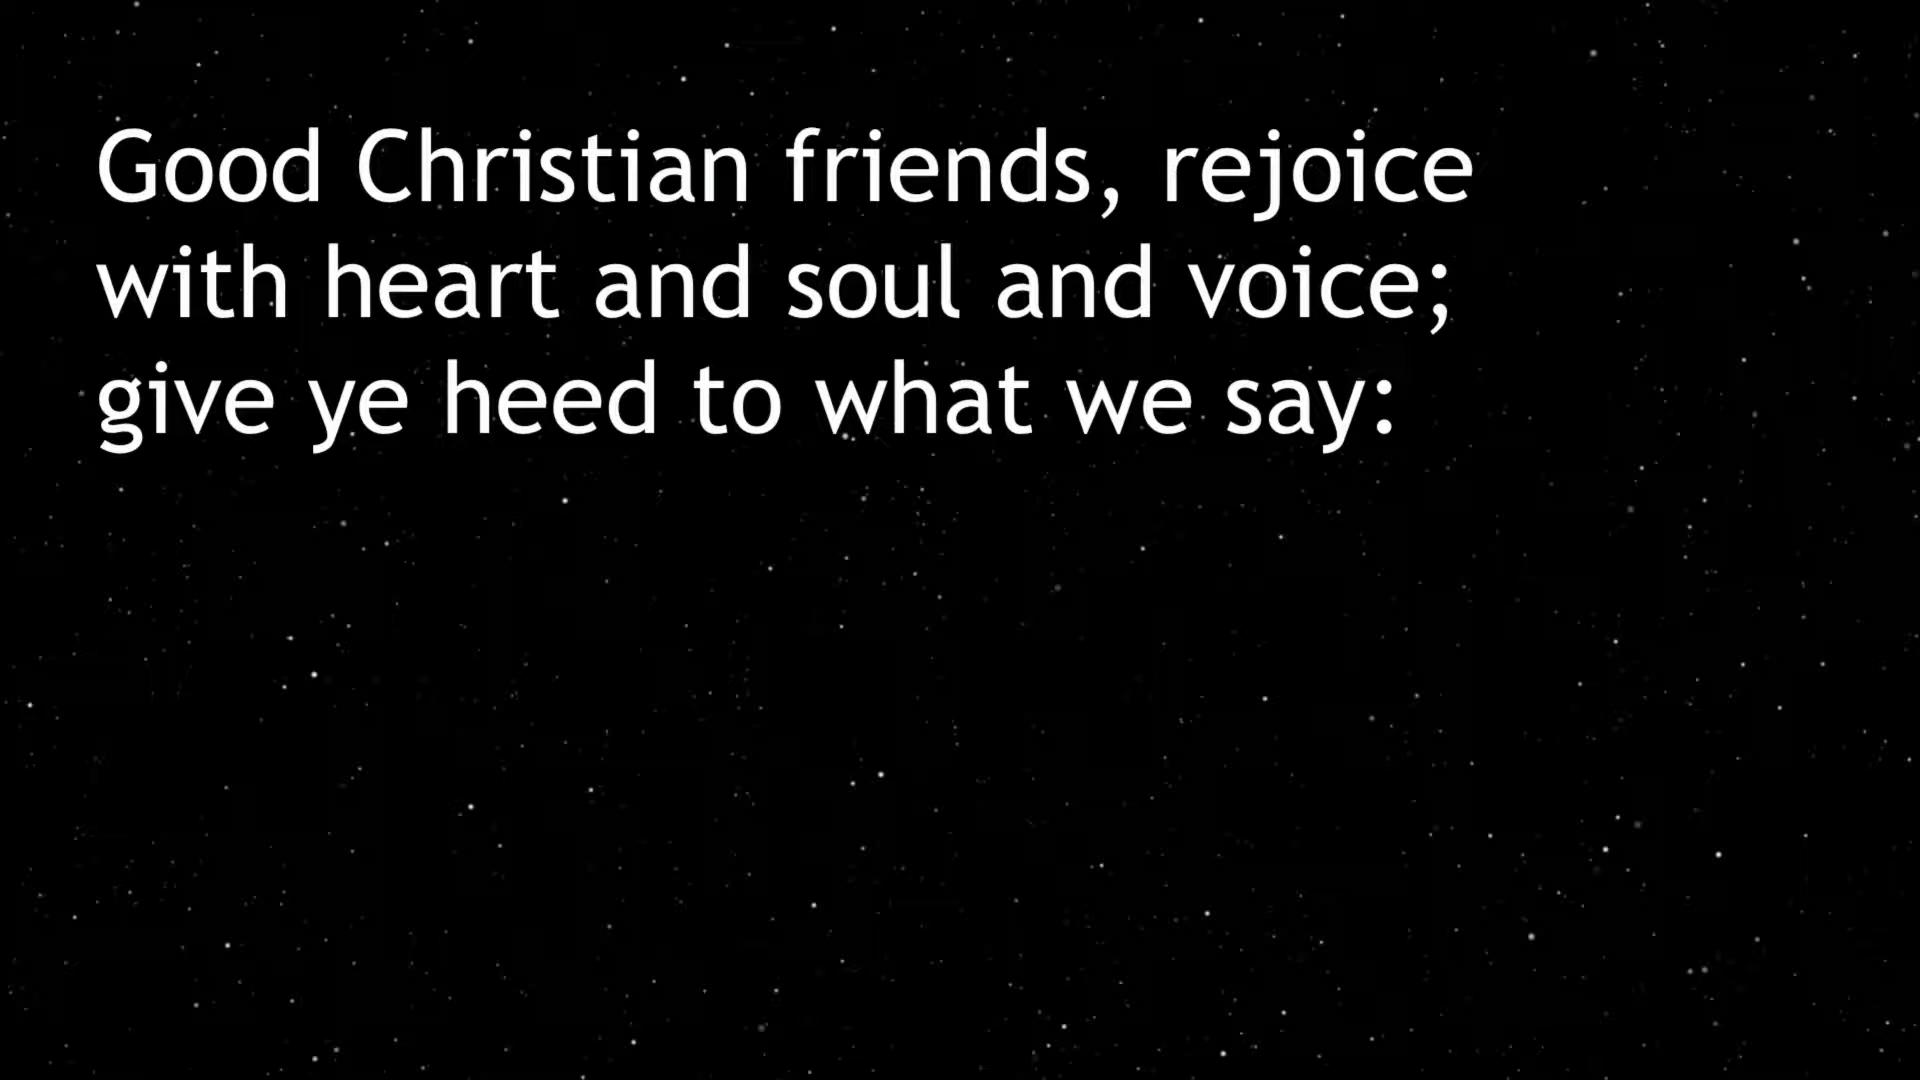 Good Christian friends, rejoice
with heart and soul and voice;
give ye heed to what we say: